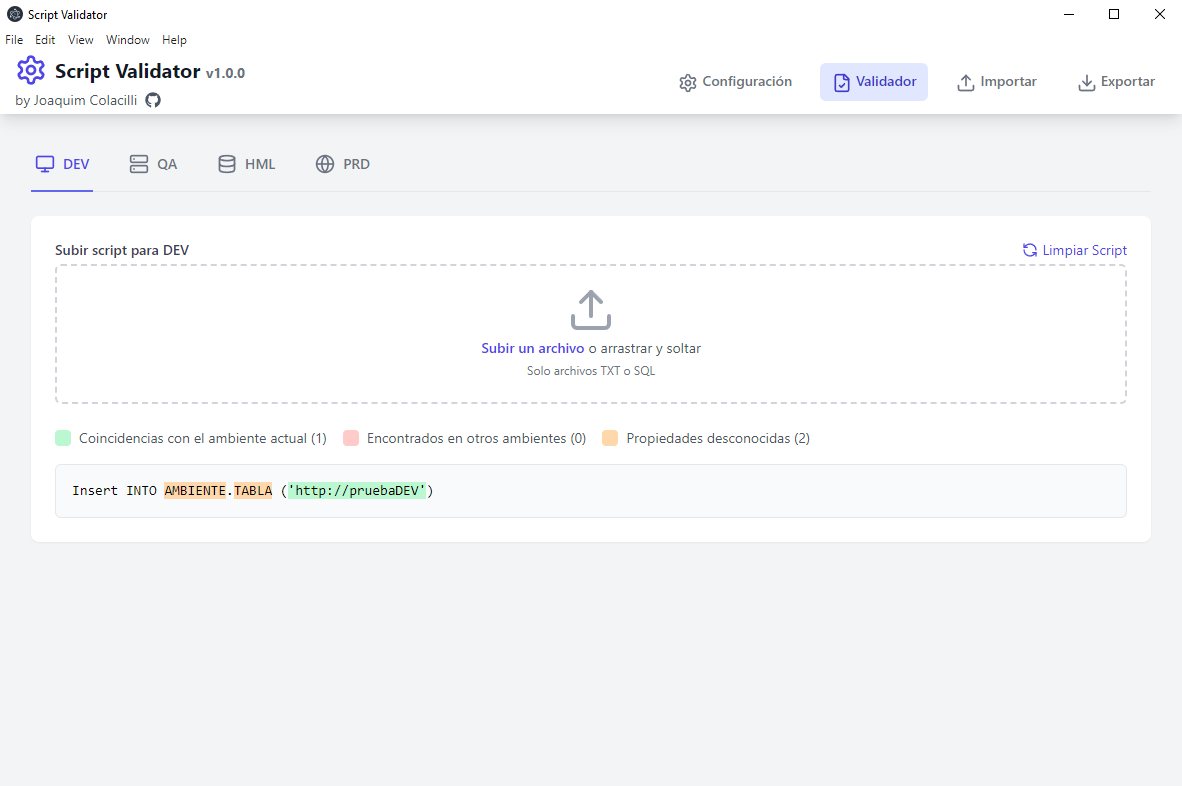 Script Validator
File Edit View Window Help
Script Validator v1.0.0
by Joaquim Colacilli
Configuración Validador Importar Exportar
DEV QA HML PRD
Subir script para DEV
Limpiar Script
Subir un archivo o arrastrar y soltar
Solo archivos TXT o SQL
Coincidencias con el ambiente actual (1) Encontrados en otros ambientes (0) Propiedades desconocidas (2)
Insert INTO AMBIENTE.TABLA ('http://pruebaDEV')